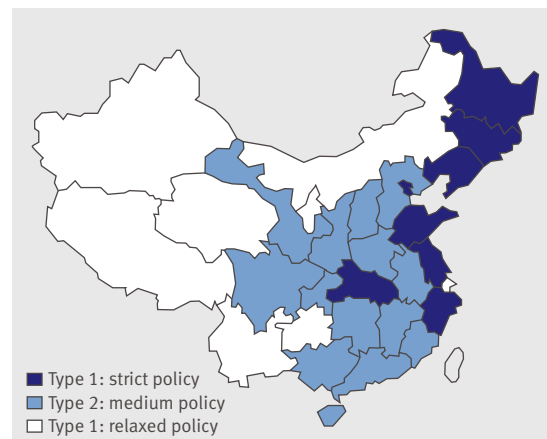 Type 1: strict policy
Type 2: medium policy
Type 1: relaxed policy